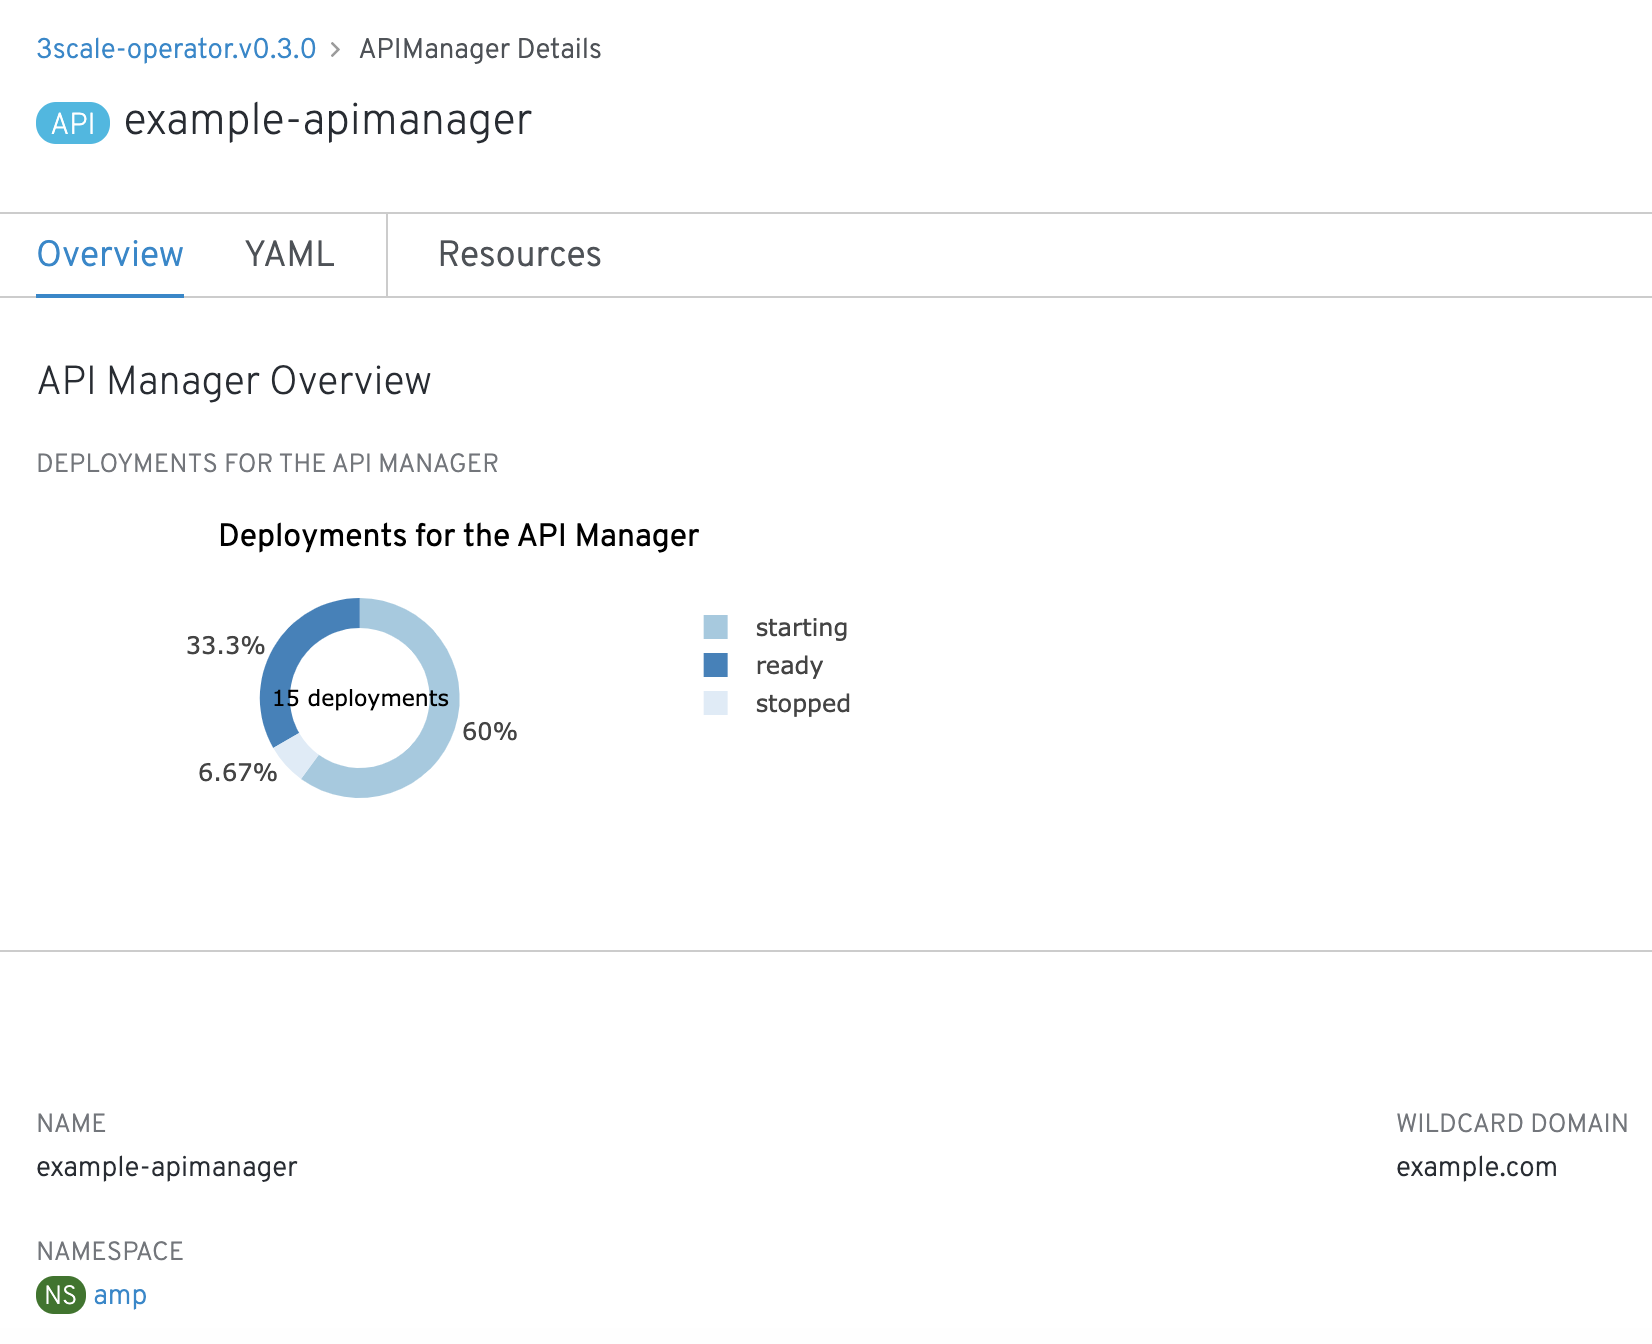 3scale-operator.v0.3.0 > APIManager Details
API example-apimanager
Overview YAML Resources
API Manager Overview
DEPLOYMENTS FOR THE API MANAGER
Deployments for the API Manager
33.3%
15 deployments
60%
6.67%
starting
ready
stopped
NAME
example-apimanager
WILDCARD DOMAIN
example.com
NAMESPACE
NS amp